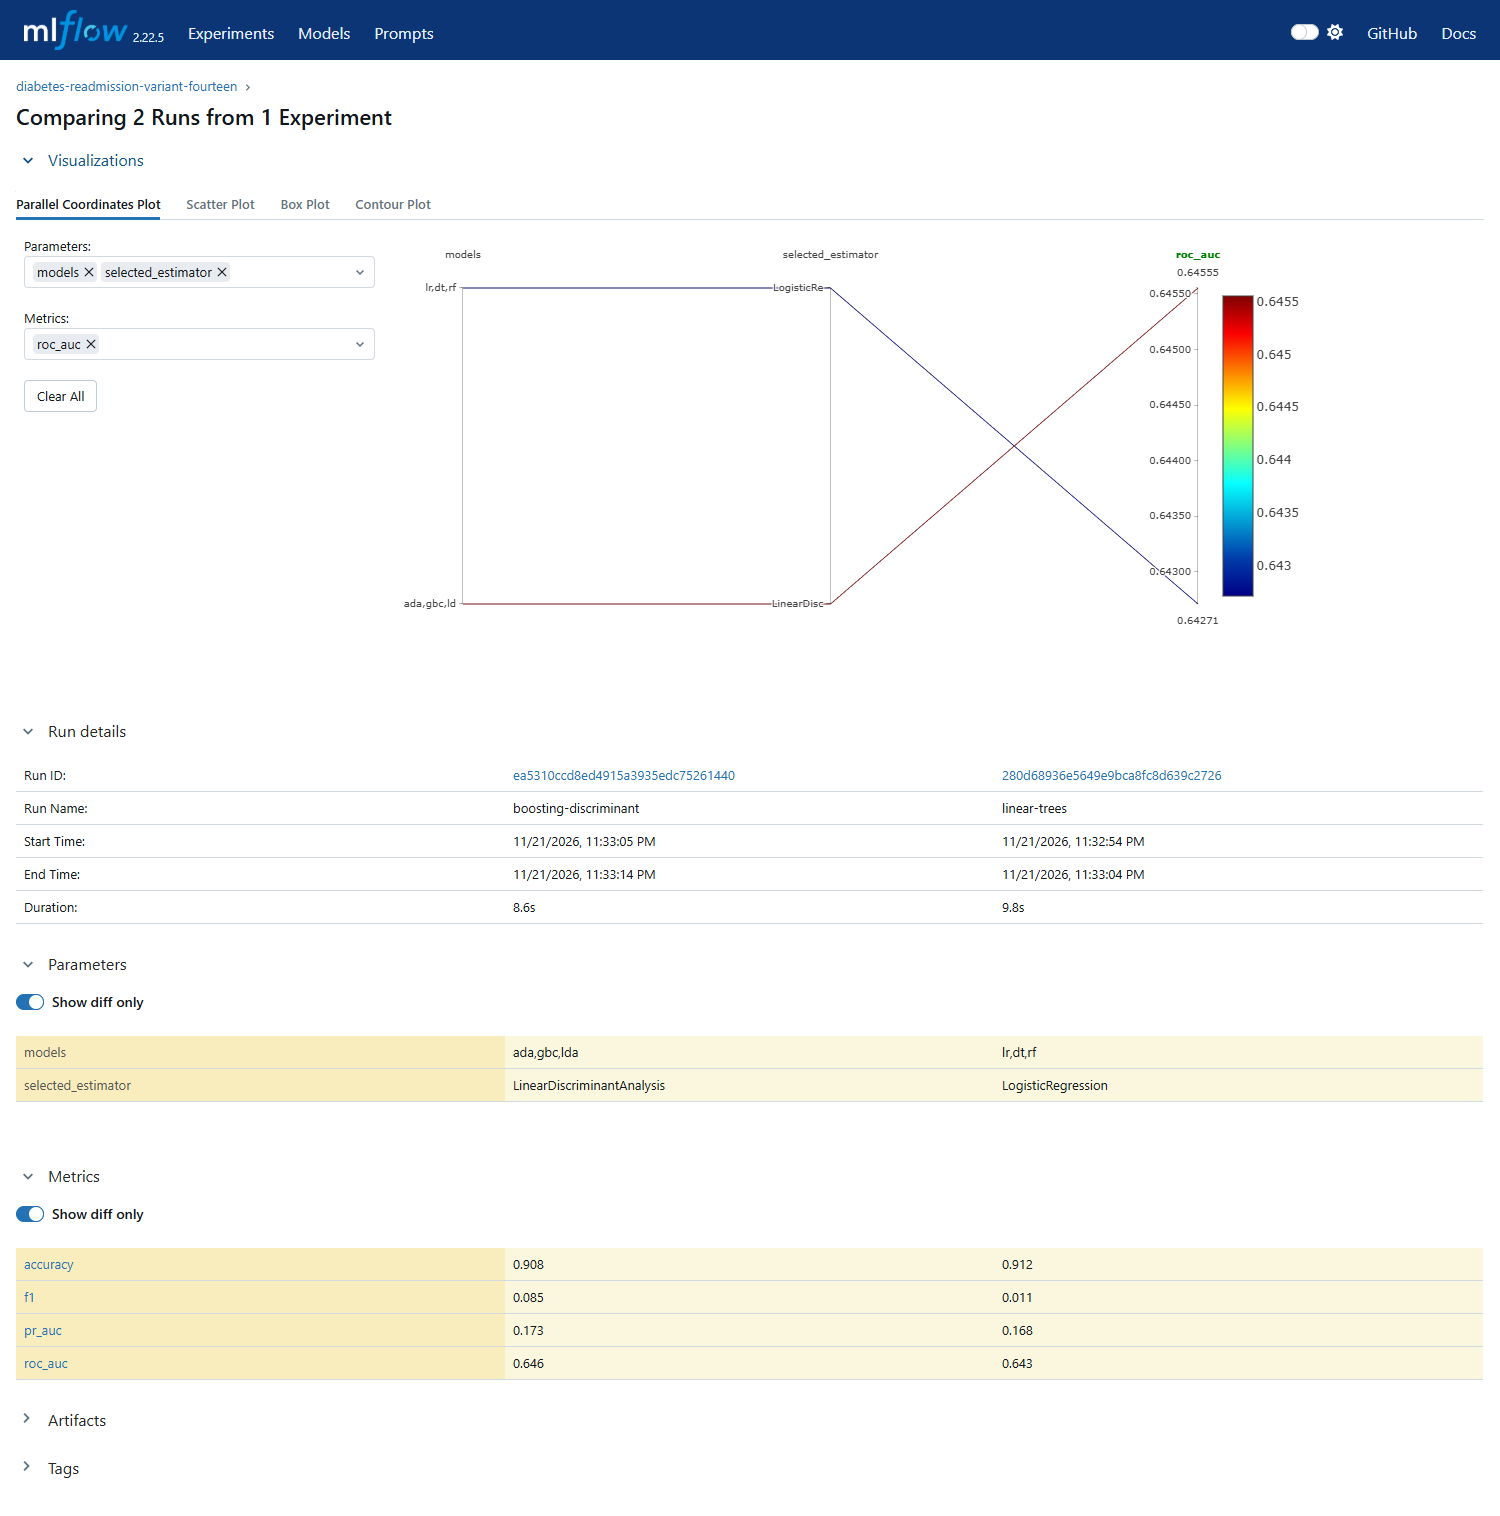 mlflow 2.22.5 Experiments Models Prompts GitHub Docs
diabetes-readmission-variant-fourteen
Comparing 2 Runs from 1 Experiment
Visualizations
Parallel Coordinates Plot Scatter Plot Box Plot Contour Plot
Parameters:
models selected_estimator
Metrics:
roc_auc
Clear All
models selected_estimator roc_auc
0.64555
lr,dt,rf LogisticRe
ada,gbc,ld LinearDisc
0.64550
0.64500
0.64450
0.64400
0.64350
0.64300
0.64271
0.6455
0.645
0.6445
0.644
0.6435
0.643
Run details
Run ID: ea5310ccd8ed4915a3935edc75261440 280d68936e5649e9bca8fc8d639c2726
Run Name: boosting-discriminant linear-trees
Start Time: 11/21/2026, 11:33:05 PM 11/21/2026, 11:32:54 PM
End Time: 11/21/2026, 11:33:14 PM 11/21/2026, 11:33:04 PM
Duration: 8.6s 9.8s
Parameters
Show diff only
models ada,gbc,lda lr,dt,rf
selected_estimator LinearDiscriminantAnalysis LogisticRegression
Metrics
Show diff only
accuracy 0.908 0.912
f1 0.085 0.011
pr_auc 0.173 0.168
roc_auc 0.646 0.643
Artifacts
Tags